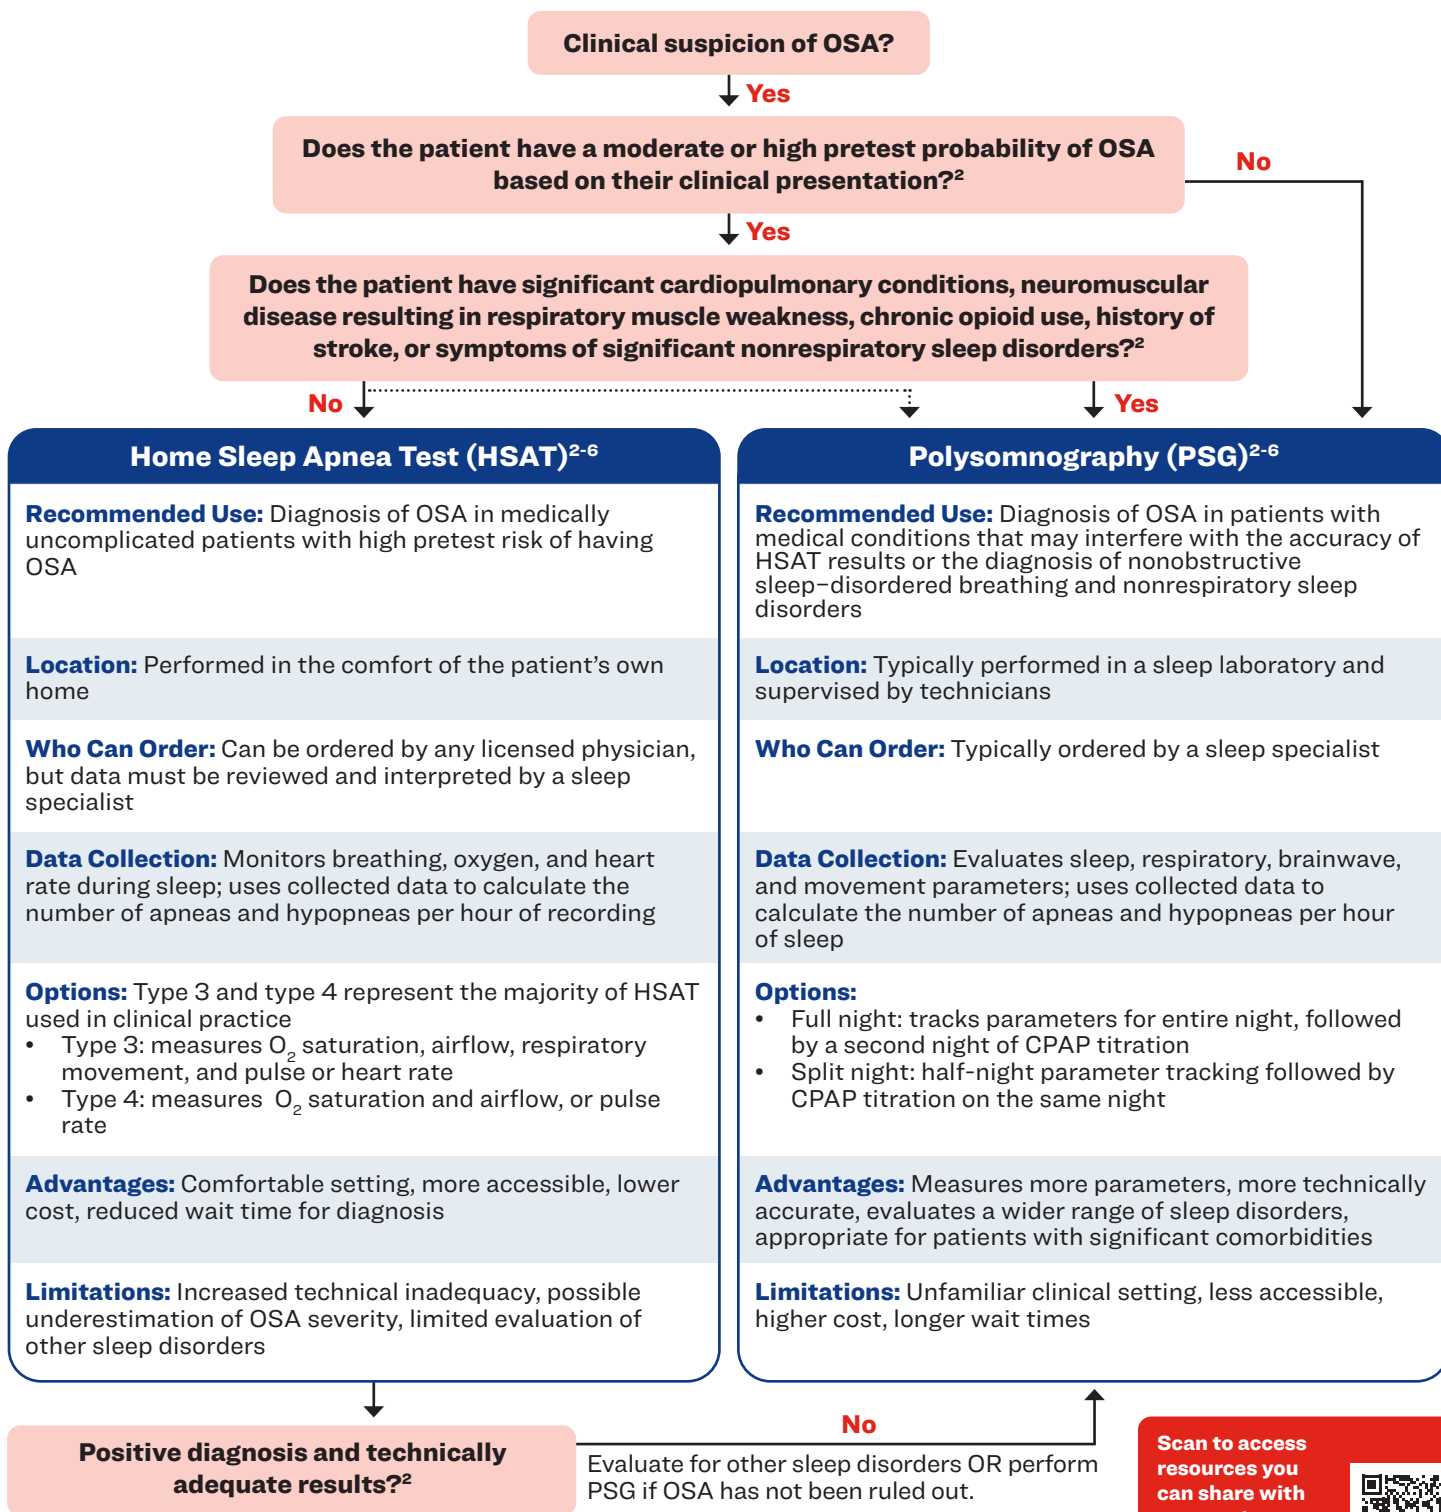 Clinical suspicion of OSA?
Yes
Does the patient have a moderate or high pretest probability of OSA
based on their clinical presentation?²
No
Yes
Does the patient have significant cardiopulmonary conditions, neuromuscular
disease resulting in respiratory muscle weakness, chronic opioid use, history of
stroke, or symptoms of significant nonrespiratory sleep disorders?²
No
Yes
Home Sleep Apnea Test (HSAT)²⁻⁶
Recommended Use: Diagnosis of OSA in medically
uncomplicated patients with high pretest risk of having
OSA
Location: Performed in the comfort of the patient’s own
home
Who Can Order: Can be ordered by any licensed physician,
but data must be reviewed and interpreted by a sleep
specialist
Data Collection: Monitors breathing, oxygen, and heart
rate during sleep; uses collected data to calculate the
number of apneas and hypopneas per hour of recording
Options: Type 3 and type 4 represent the majority of HSAT
used in clinical practice
• Type 3: measures O₂ saturation, airflow, respiratory
movement, and pulse or heart rate
• Type 4: measures O₂ saturation and airflow, or pulse
rate
Advantages: Comfortable setting, more accessible, lower
cost, reduced wait time for diagnosis
Limitations: Increased technical inadequacy, possible
underestimation of OSA severity, limited evaluation of
other sleep disorders
Polysomnography (PSG)²⁻⁶
Recommended Use: Diagnosis of OSA in patients with
medical conditions that may interfere with the accuracy of
HSAT results or the diagnosis of nonobstructive
sleep–disordered breathing and nonrespiratory sleep
disorders
Location: Typically performed in a sleep laboratory and
supervised by technicians
Who Can Order: Typically ordered by a sleep specialist
Data Collection: Evaluates sleep, respiratory, brainwave,
and movement parameters; uses collected data to
calculate the number of apneas and hypopneas per hour
of sleep
Options:
• Full night: tracks parameters for entire night, followed
by a second night of CPAP titration
• Split night: half-night parameter tracking followed by
CPAP titration on the same night
Advantages: Measures more parameters, more technically
accurate, evaluates a wider range of sleep disorders,
appropriate for patients with significant comorbidities
Limitations: Unfamiliar clinical setting, less accessible,
higher cost, longer wait times
Positive diagnosis and technically
adequate results?²
No
Evaluate for other sleep disorders OR perform
PSG if OSA has not been ruled out.
Scan to access
resources you
can share with